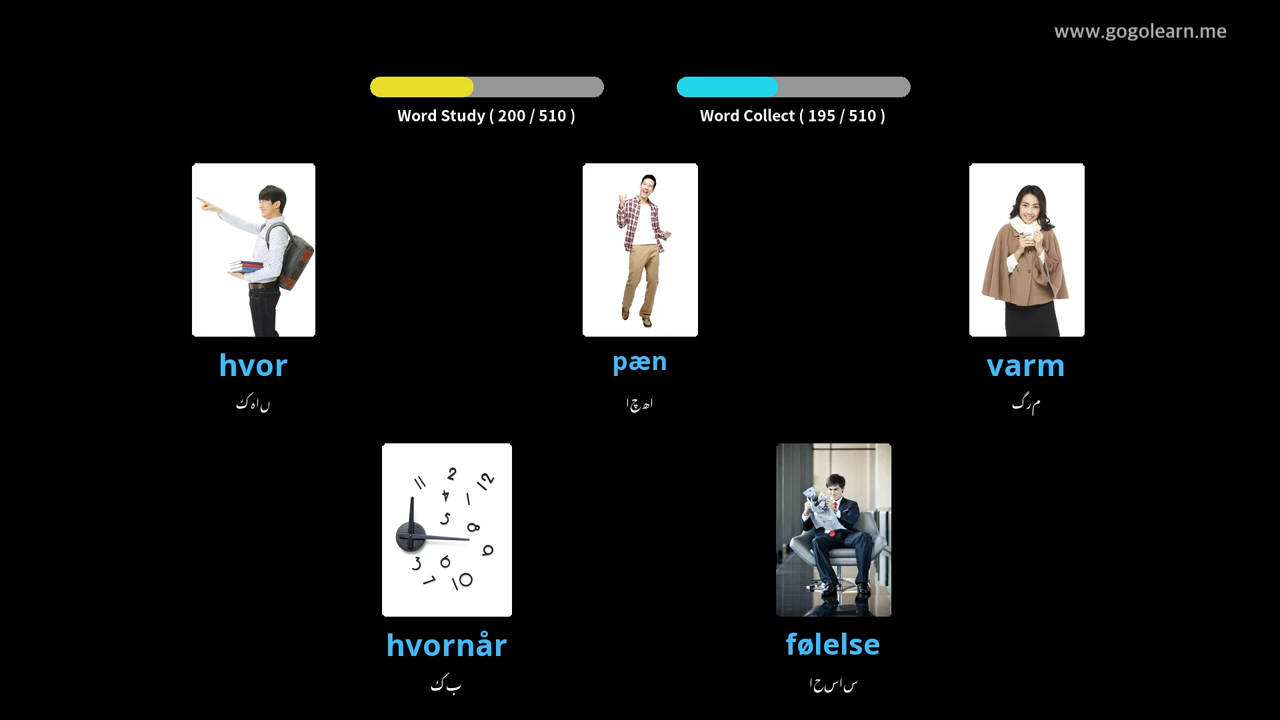 www.gogolearn.me
Word Study ( 200 / 510 )
Word Collect ( 195 / 510 )
hvor
کہاں
pæn
اچھا
varm
گرم
hvornår
کب
følelse
احساس